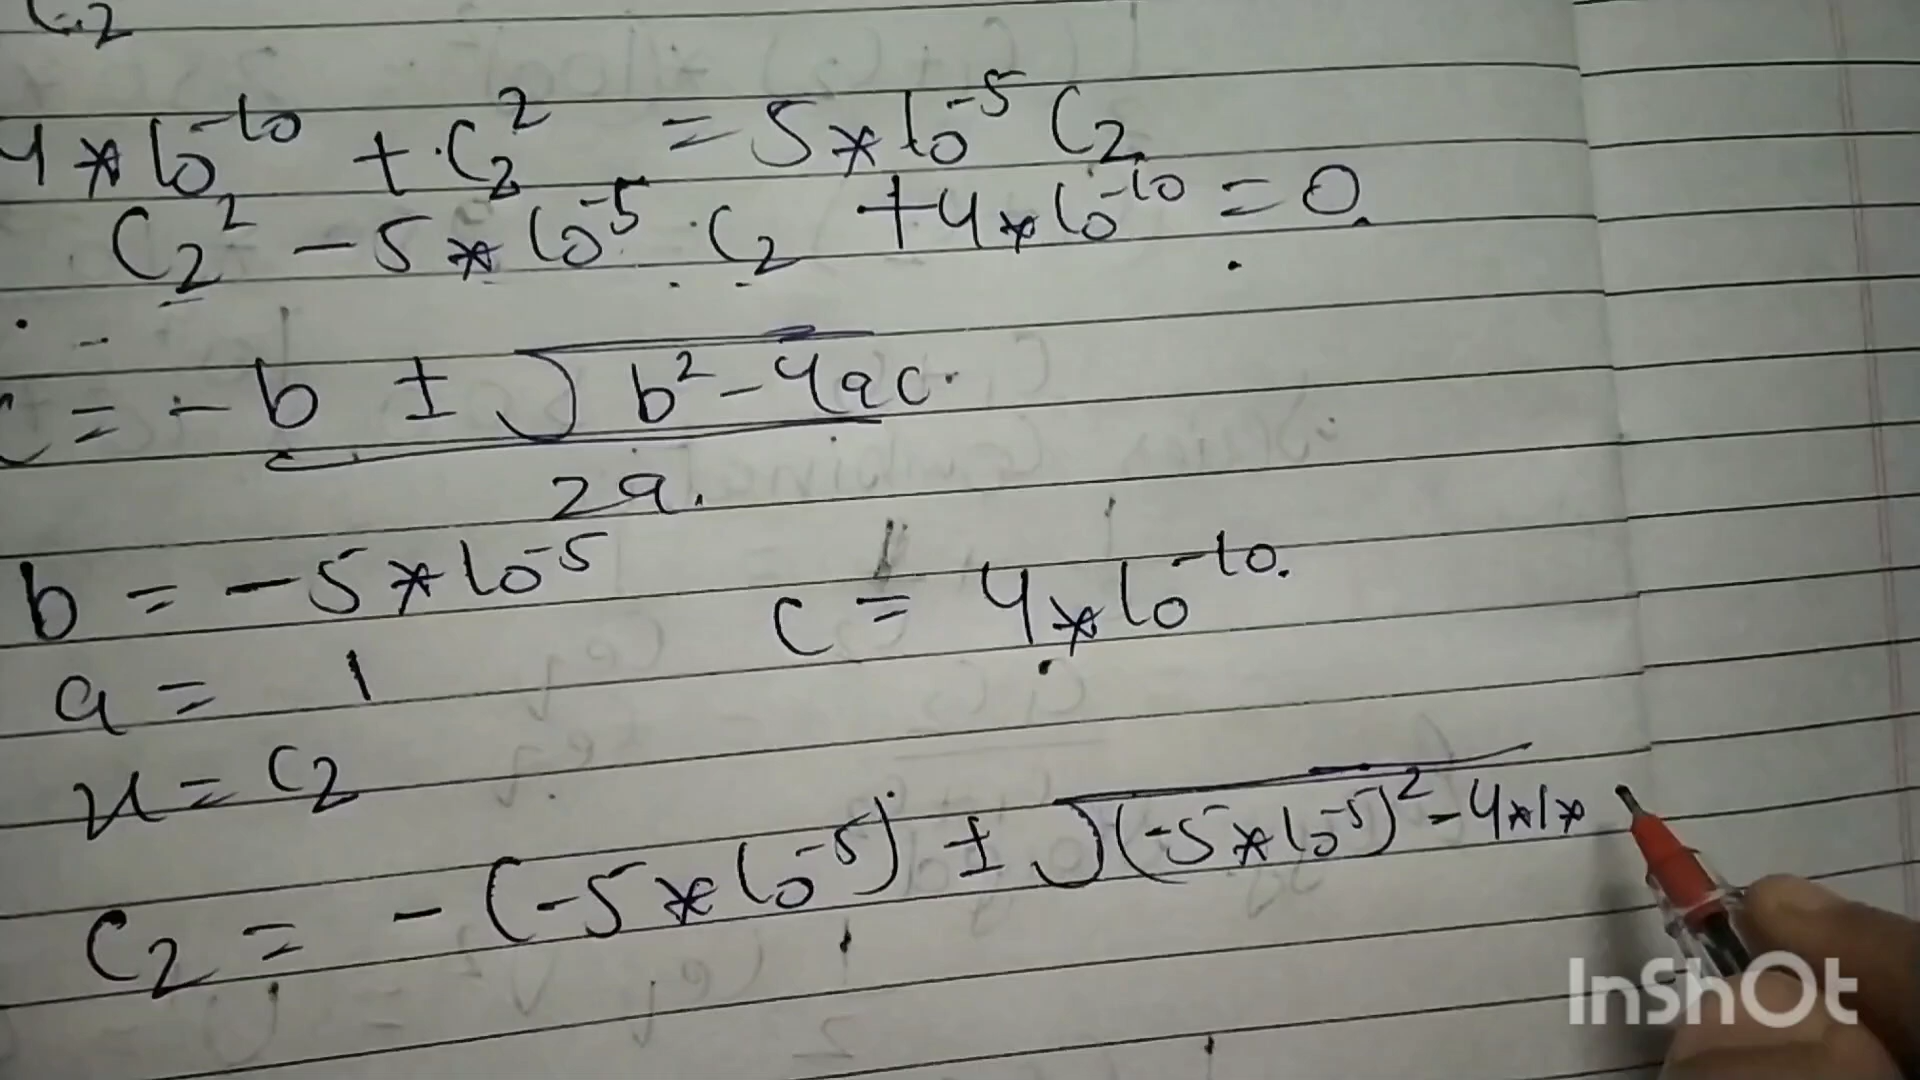 C2
4*10^-10 + C2^2 = 5*10^-5 C2
C2^2 - 5*10^-5 . C2 + 4*10^-10 = 0.
= -b ± √b^2 - 4ac
2a.
b = -5*10^-5
c = 4*10^-10.
a = 1
x = C2
C2 = -(-5*10^-5) ± √(-5*10^-5)^2 - 4*1*
InShOt